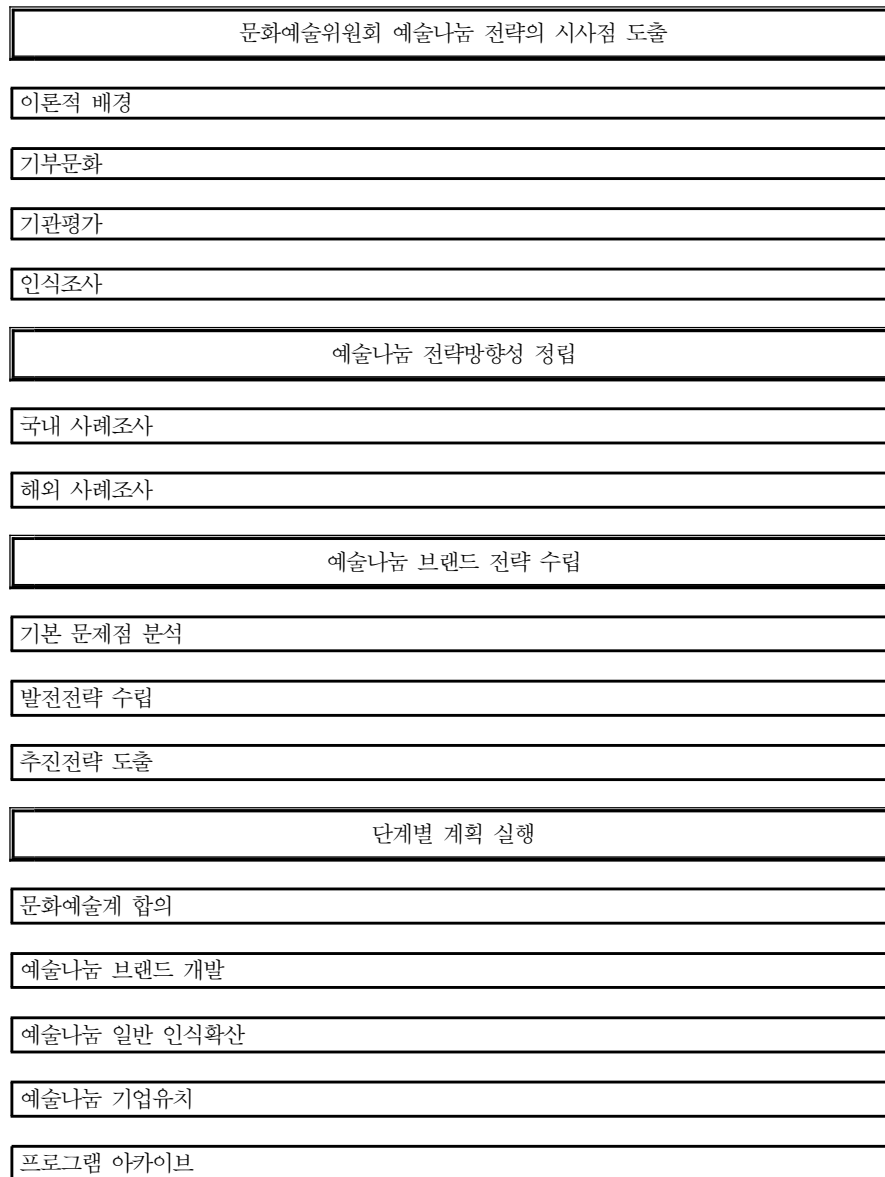 문화예술위원회 예술나눔 전략의 시사점 도출
이론적 배경
기부문화
기관평가
인식조사
예술나눔 전략방향성 정립
국내 사례조사
해외 사례조사
예술나눔 브랜드 전략 수립
기본 문제점 분석
발전전략 수립
추진전략 도출
단계별 계획 실행
문화예술계 합의
예술나눔 브랜드 개발
예술나눔 일반 인식확산
예술나눔 기업유치
프로그램 아카이브